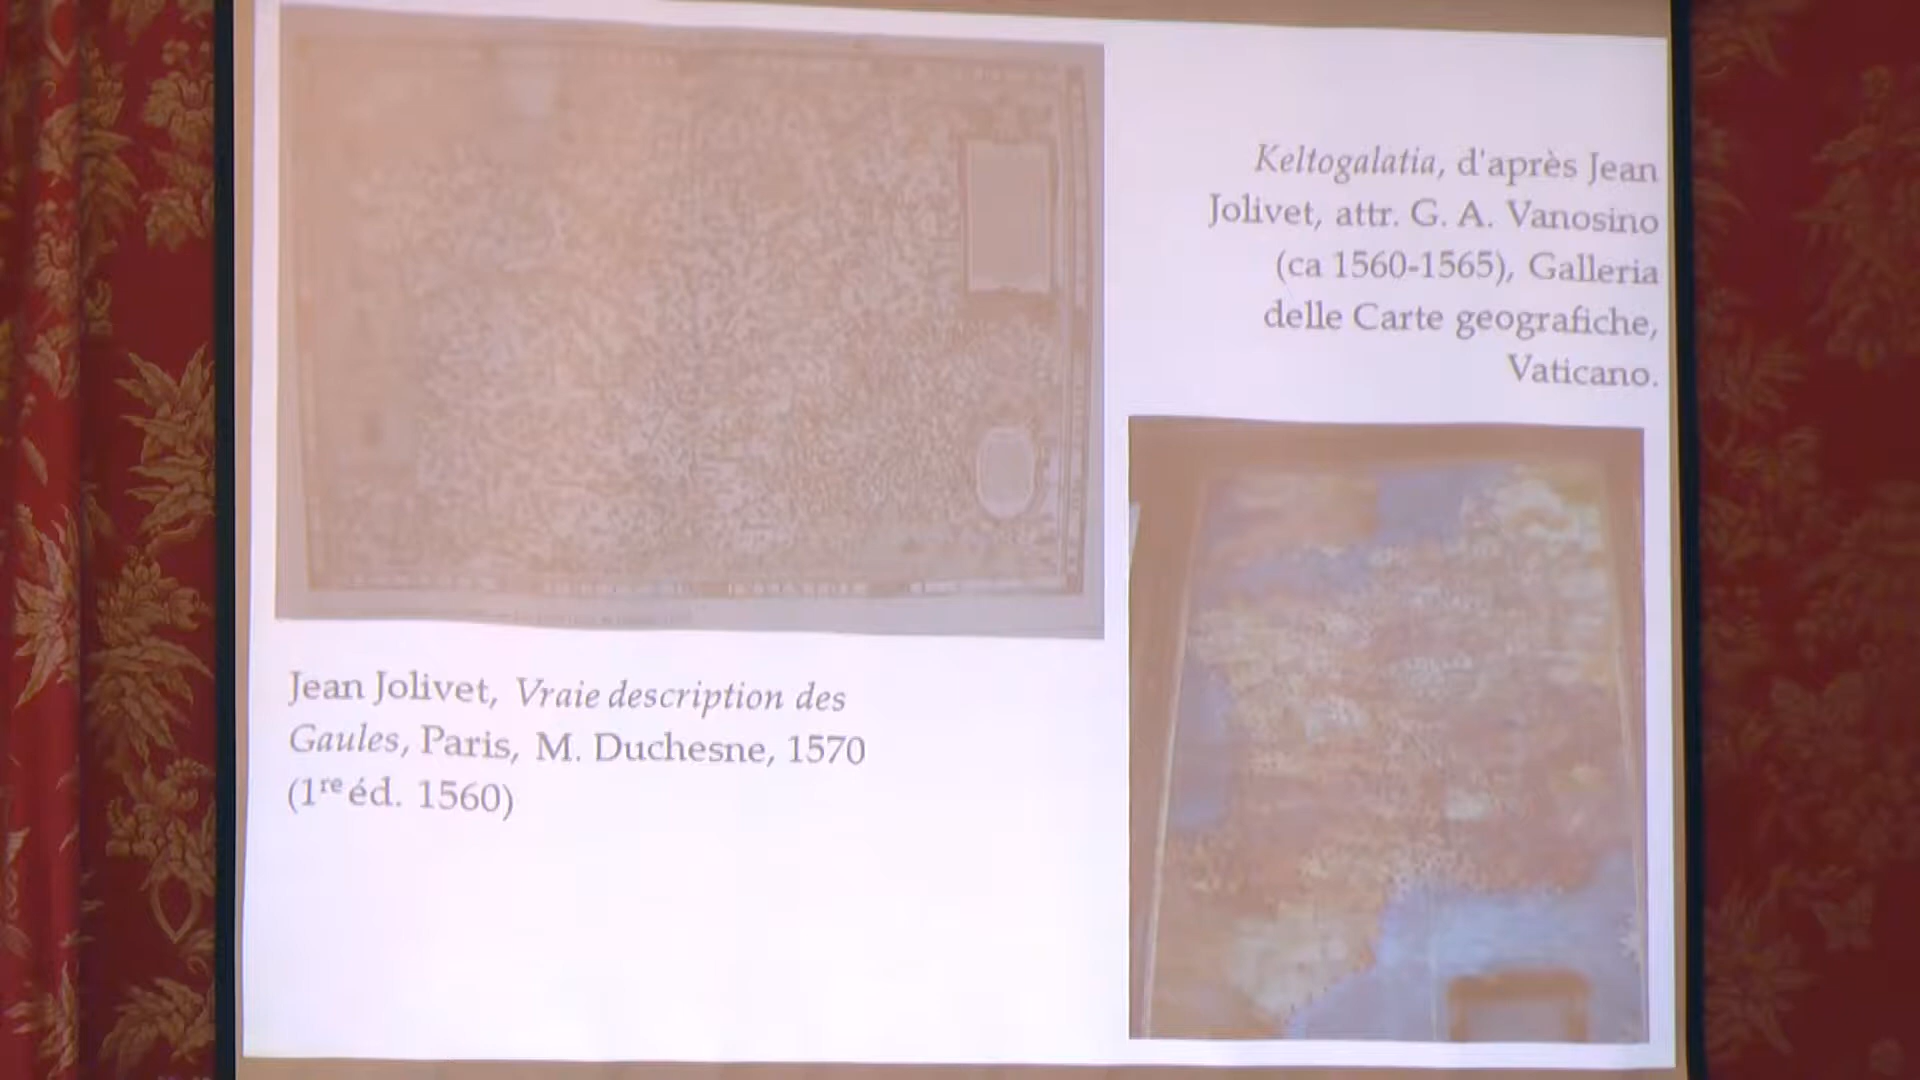 Keltogalatia, d'après Jean
Jolivet, attr. G. A. Vanosino
(ca 1560-1565), Galleria
delle Carte geografiche,
Vaticano.
Jean Jolivet, Vraie description des
Gaules, Paris, M. Duchesne, 1570
(1re éd. 1560)